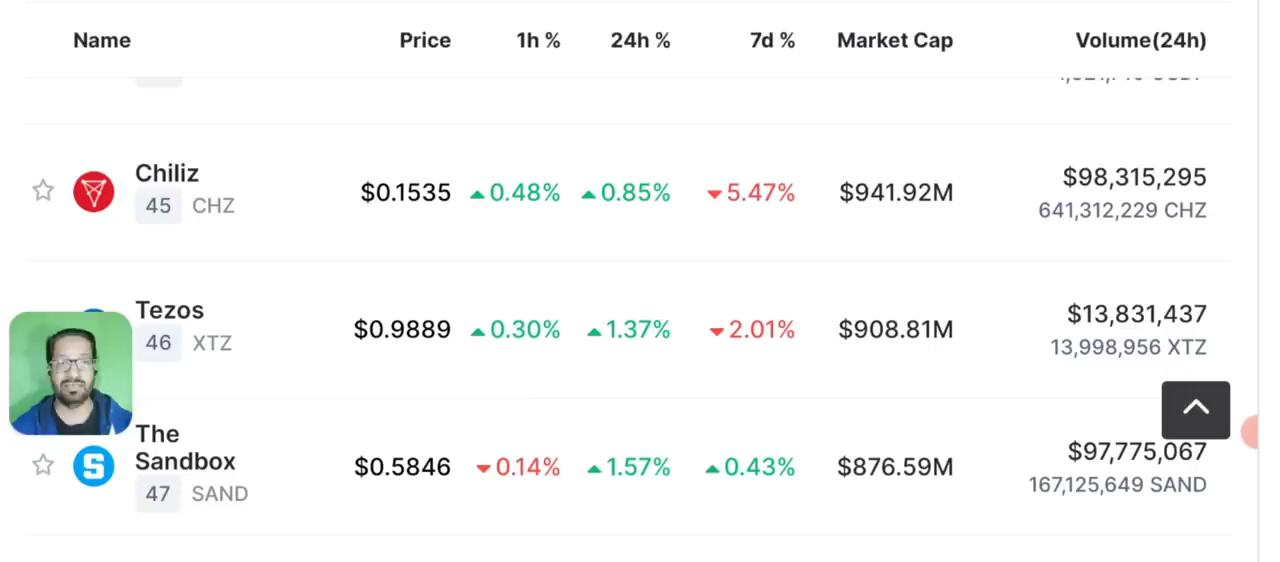 Name Price 1h % 24h % 7d % Market Cap Volume(24h)
Chiliz
45 CHZ
$0.1535 0.48% 0.85% 5.47% $941.92M $98,315,295
641,312,229 CHZ
Tezos
46 XTZ
$0.9889 0.30% 1.37% 2.01% $908.81M $13,831,437
13,998,956 XTZ
The
Sandbox
47 SAND
$0.5846 0.14% 1.57% 0.43% $876.59M $97,775,067
167,125,649 SAND